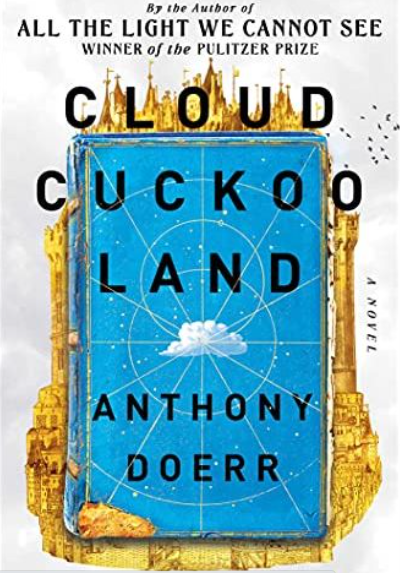 By the Author of
ALL THE LIGHT WE CANNOT SEE
WINNER of the PULITZER PRIZE
CLOUD
CUCKOO
LAND
A NOVEL
ANTHONY
DOERR